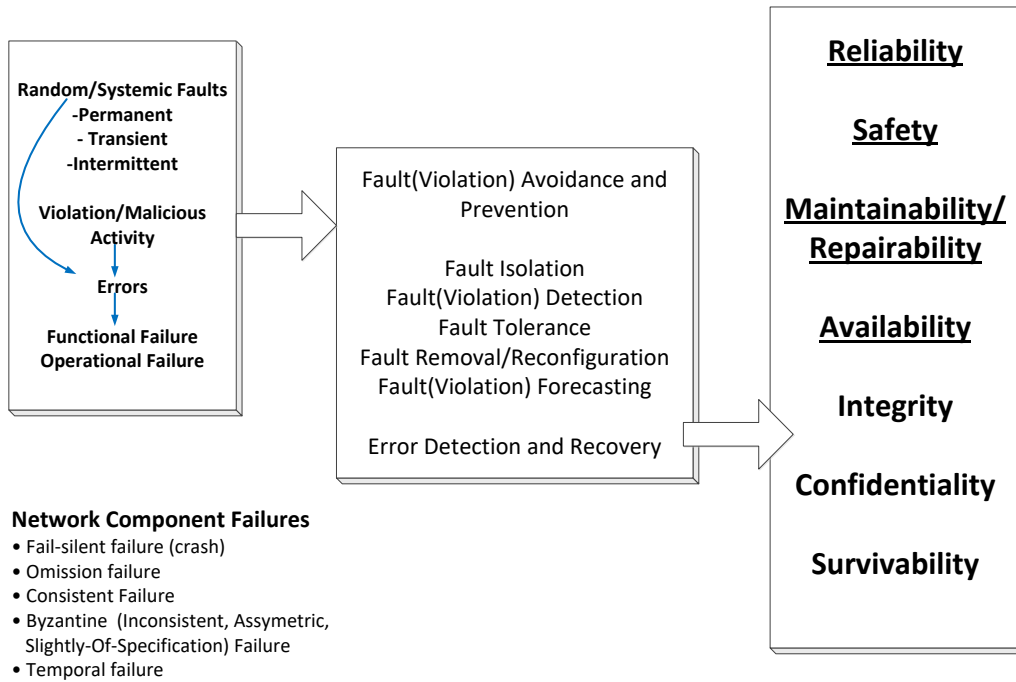 Random/Systemic Faults
-Permanent
- Transient
-Intermittent
Violation/Malicious
Activity
Errors
Functional Failure
Operational Failure
Fault(Violation) Avoidance and
Prevention
Fault Isolation
Fault(Violation) Detection
Fault Tolerance
Fault Removal/Reconfiguration
Fault(Violation) Forecasting
Error Detection and Recovery
Reliability
Safety
Maintainability/
Repairability
Availability
Integrity
Confidentiality
Survivability
Network Component Failures
• Fail-silent failure (crash)
• Omission failure
• Consistent Failure
• Byzantine (Inconsistent, Assymetric,
Slightly-Of-Specification) Failure
• Temporal failure